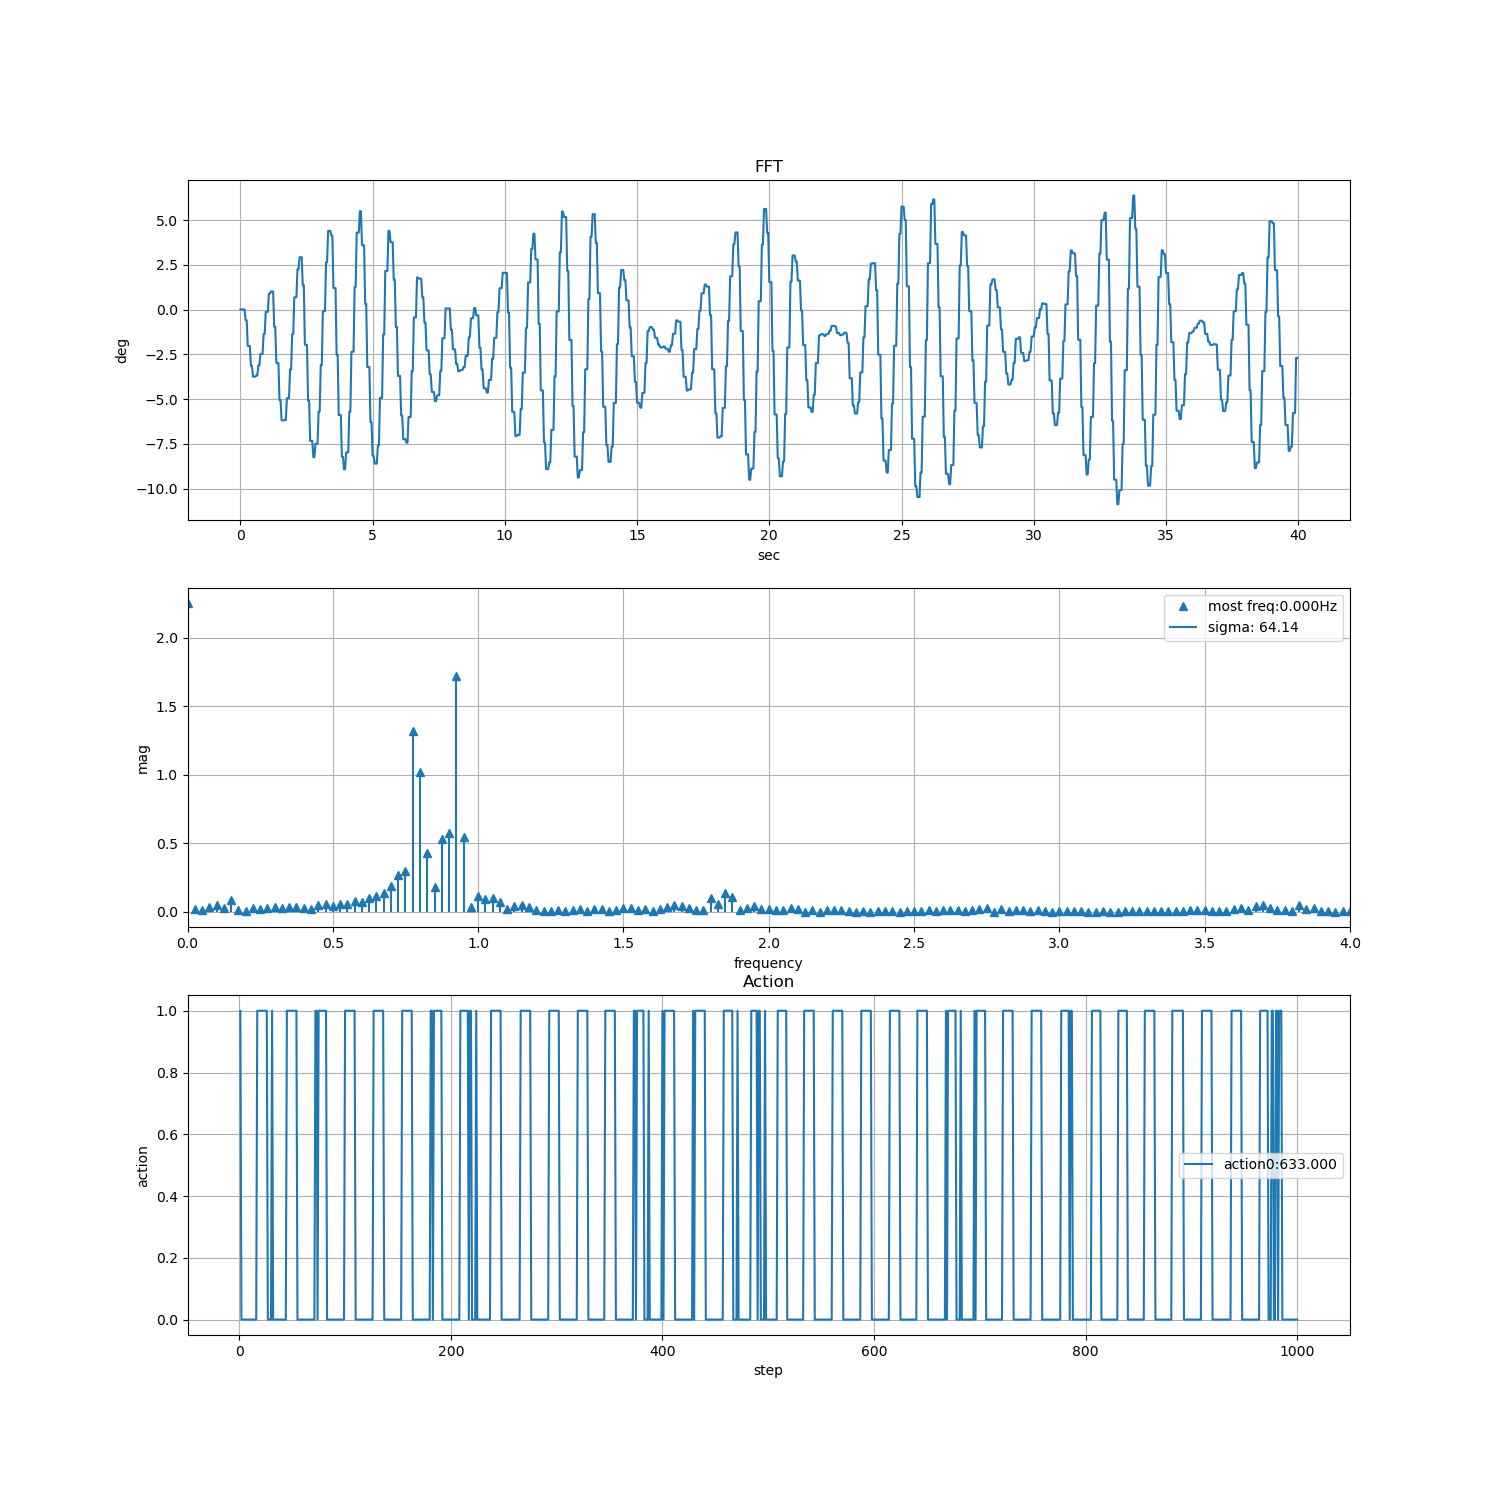 FFT
5.0
2.5
0.0
−2.5
−5.0
−7.5
−10.0
deg
0 5 10 15 20 25 30 35 40
sec
most freq:0.000Hz
sigma: 64.14
2.0
1.5
1.0
0.5
0.0
mag
0.0 0.5 1.0 1.5 2.0 2.5 3.0 3.5 4.0
frequency
Action
1.0
0.8
0.6
0.4
0.2
0.0
action
action0:633.000
0 200 400 600 800 1000
step